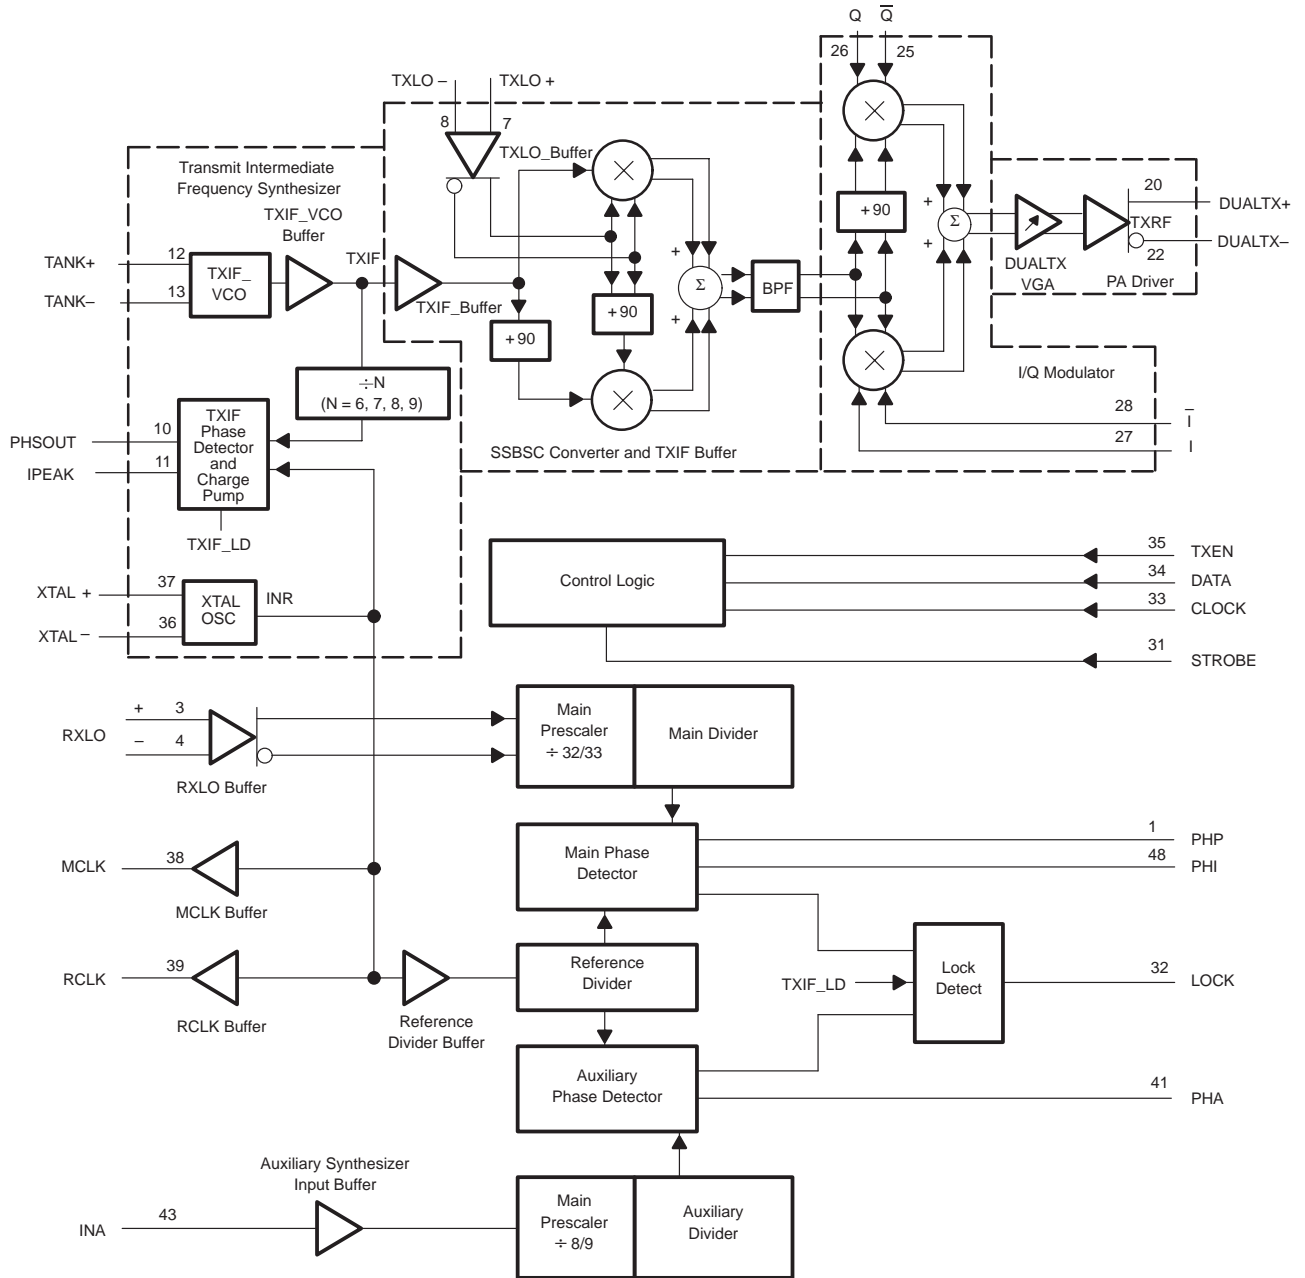 Q Q̅
26 25
TXLO – TXLO +
8 7
TXLO_Buffer
Transmit Intermediate
Frequency Synthesizer
TXIF_VCO
Buffer
TANK+ 12
TANK– 13
TXIF_
VCO
TXIF
TXIF_Buffer
+90
+90
+
Σ
+
BPF
+90
+
Σ
+
DUALTX
VGA
TXRF
PA Driver
20 DUALTX+
22 DUALTX–
÷N
(N = 6, 7, 8, 9)
I/Q Modulator
28 I̅
27 I
SSBSC Converter and TXIF Buffer
PHSOUT 10
IPEAK 11
TXIF
Phase
Detector
and
Charge
Pump
TXIF_LD
XTAL + 37
XTAL – 36
XTAL
OSC
INR
Control Logic
35 TXEN
34 DATA
33 CLOCK
31 STROBE
RXLO
+ 3
– 4
RXLO Buffer
Main
Prescaler
÷ 32/33
Main Divider
MCLK 38
MCLK Buffer
Main Phase
Detector
1 PHP
48 PHI
RCLK 39
RCLK Buffer
Reference
Divider Buffer
Reference
Divider
TXIF_LD
Lock
Detect
32 LOCK
Auxiliary
Phase Detector
41 PHA
Auxiliary Synthesizer
Input Buffer
INA 43
Main
Prescaler
÷ 8/9
Auxiliary
Divider